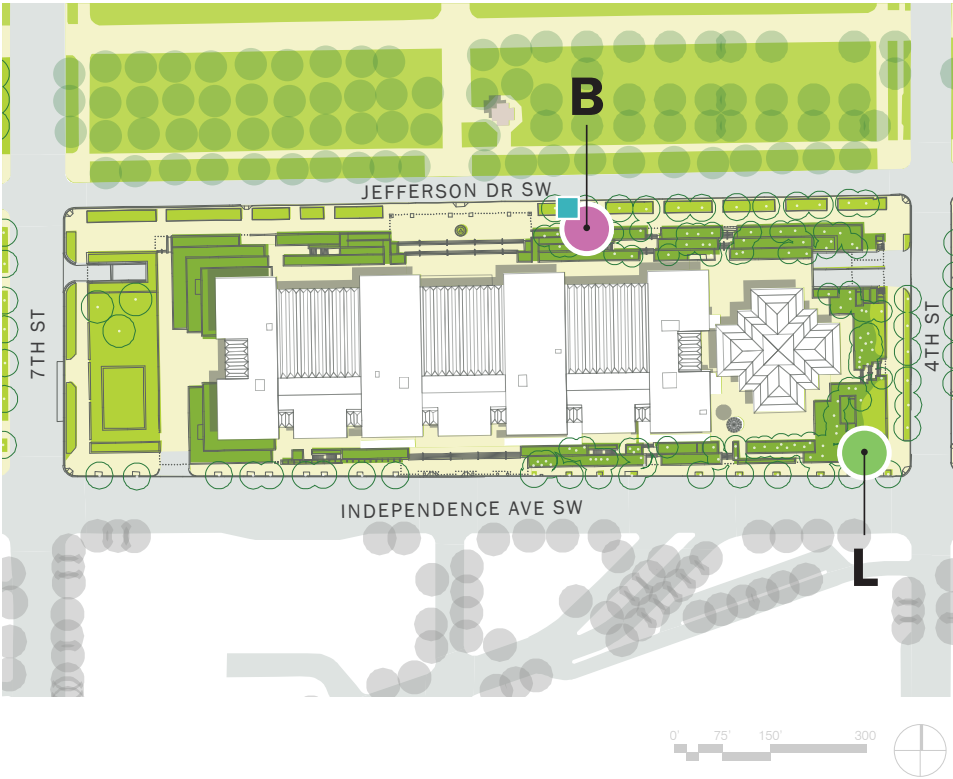 B
JEFFERSON DR SW
7TH ST
4TH ST
INDEPENDENCE AVE SW
L
0' 75' 150' 300